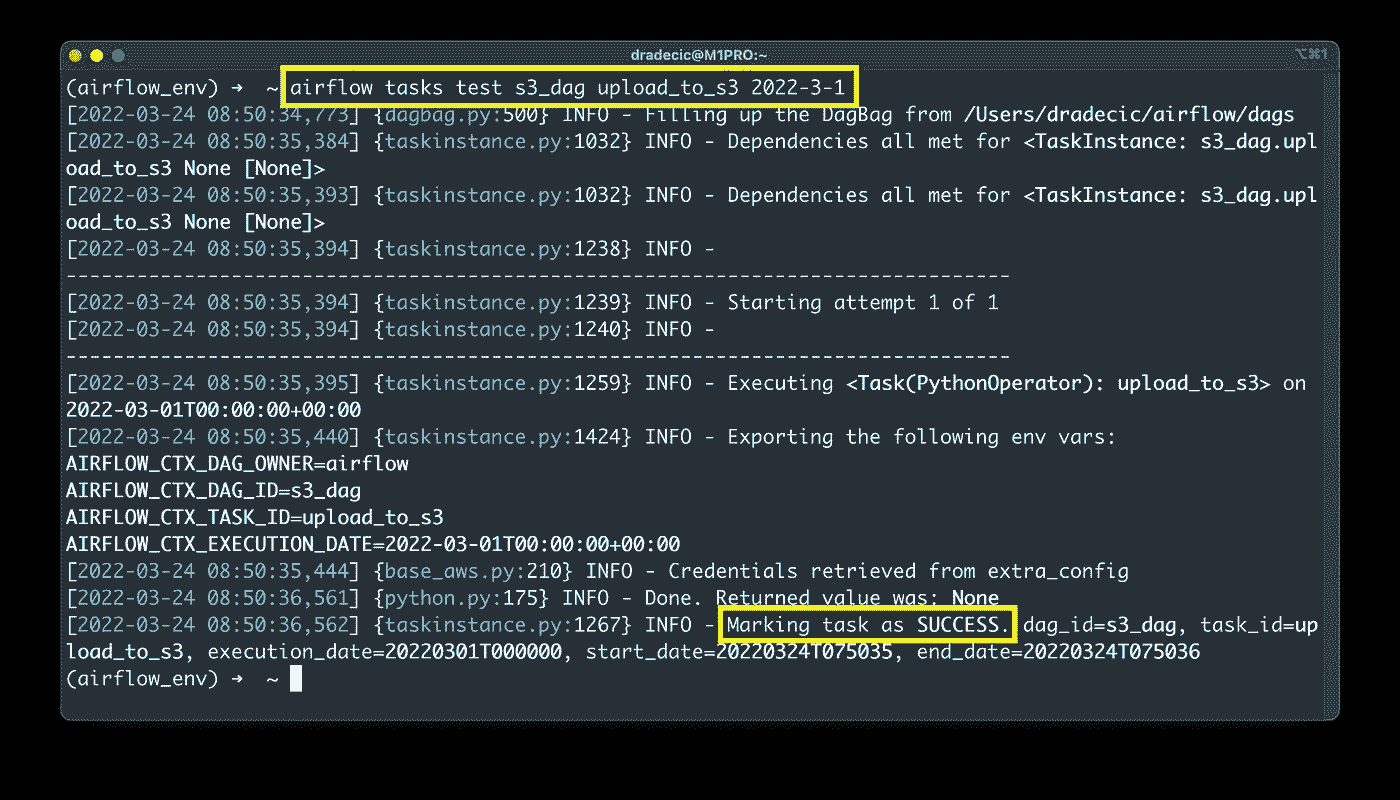 dradecic@M1PRO:~
⌥⌘1
(airflow_env) → ~ airflow tasks test s3_dag upload_to_s3 2022-3-1
[2022-03-24 08:50:34,773] {dagbag.py:500} INFO - Filling up the DagBag from /Users/dradecic/airflow/dags
[2022-03-24 08:50:35,384] {taskinstance.py:1032} INFO - Dependencies all met for <TaskInstance: s3_dag.upl
oad_to_s3 None [None]>
[2022-03-24 08:50:35,393] {taskinstance.py:1032} INFO - Dependencies all met for <TaskInstance: s3_dag.upl
oad_to_s3 None [None]>
[2022-03-24 08:50:35,394] {taskinstance.py:1238} INFO -
--------------------------------------------------------------------------------
[2022-03-24 08:50:35,394] {taskinstance.py:1239} INFO - Starting attempt 1 of 1
[2022-03-24 08:50:35,394] {taskinstance.py:1240} INFO -
--------------------------------------------------------------------------------
[2022-03-24 08:50:35,395] {taskinstance.py:1259} INFO - Executing <Task(PythonOperator): upload_to_s3> on
2022-03-01T00:00:00+00:00
[2022-03-24 08:50:35,440] {taskinstance.py:1424} INFO - Exporting the following env vars:
AIRFLOW_CTX_DAG_OWNER=airflow
AIRFLOW_CTX_DAG_ID=s3_dag
AIRFLOW_CTX_TASK_ID=upload_to_s3
AIRFLOW_CTX_EXECUTION_DATE=2022-03-01T00:00:00+00:00
[2022-03-24 08:50:35,444] {base_aws.py:210} INFO - Credentials retrieved from extra_config
[2022-03-24 08:50:36,561] {python.py:175} INFO - Done. Returned value was: None
[2022-03-24 08:50:36,562] {taskinstance.py:1267} INFO - Marking task as SUCCESS. dag_id=s3_dag, task_id=up
load_to_s3, execution_date=20220301T000000, start_date=20220324T075035, end_date=20220324T075036
(airflow_env) → ~